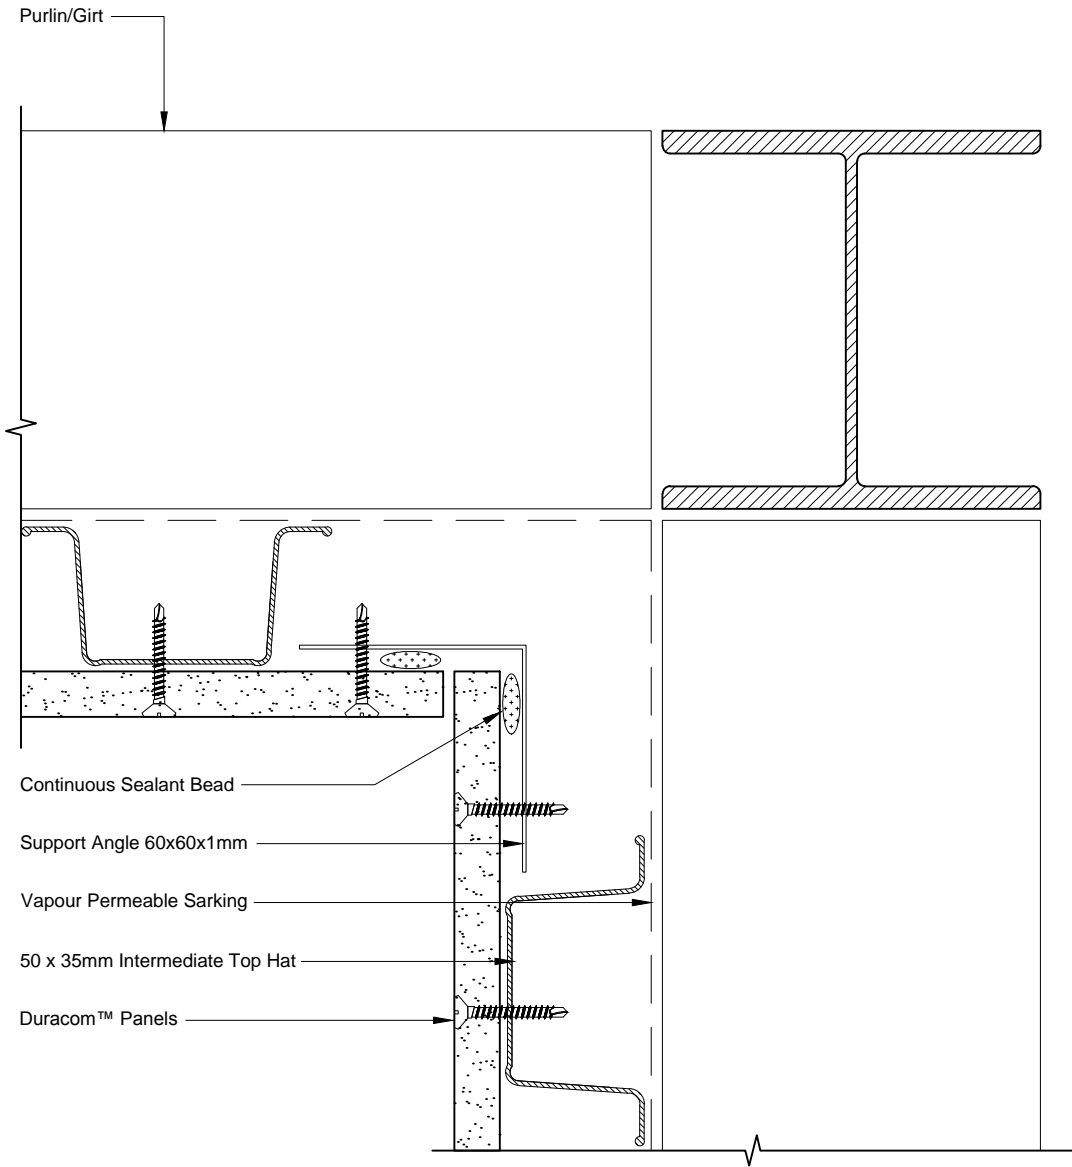 Purlin/Girt
Continuous Sealant Bead
Support Angle 60x60x1mm
Vapour Permeable Sarking
50 x 35mm Intermediate Top Hat
Duracom™ Panels